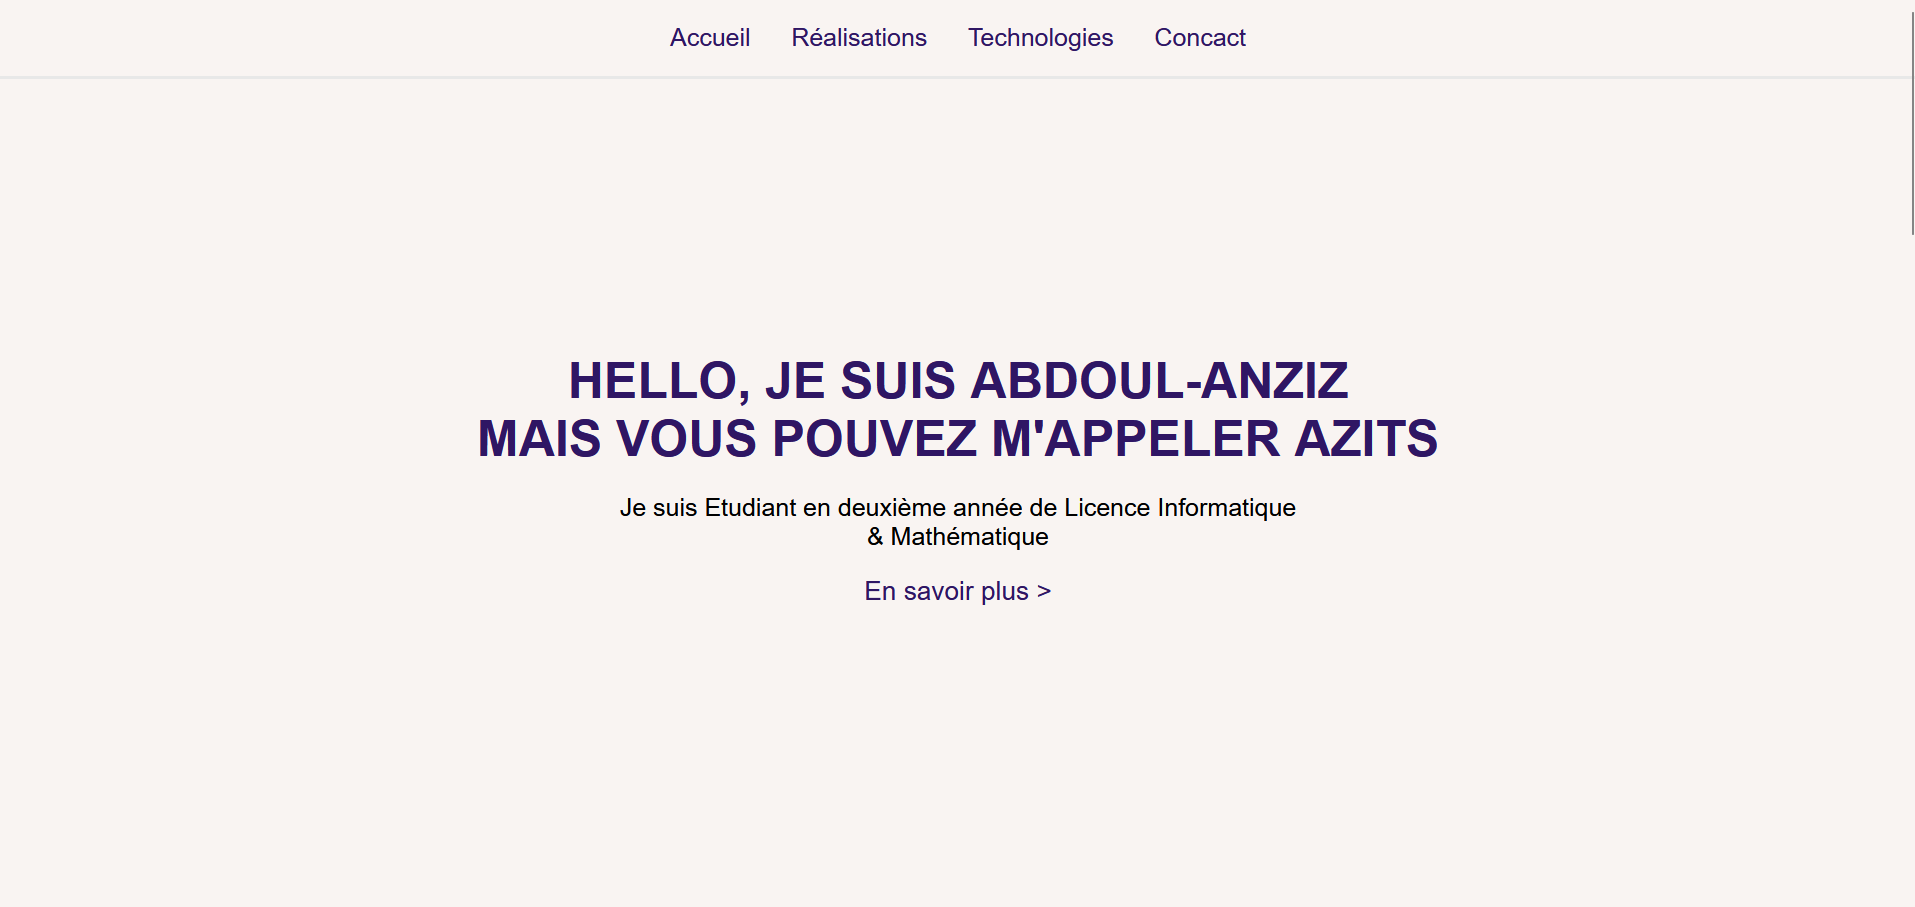 Accueil Réalisations Technologies Concact
HELLO, JE SUIS ABDOUL-ANZIZ
MAIS VOUS POUVEZ M'APPELER AZITS
Je suis Etudiant en deuxième année de Licence Informatique
& Mathématique
En savoir plus >